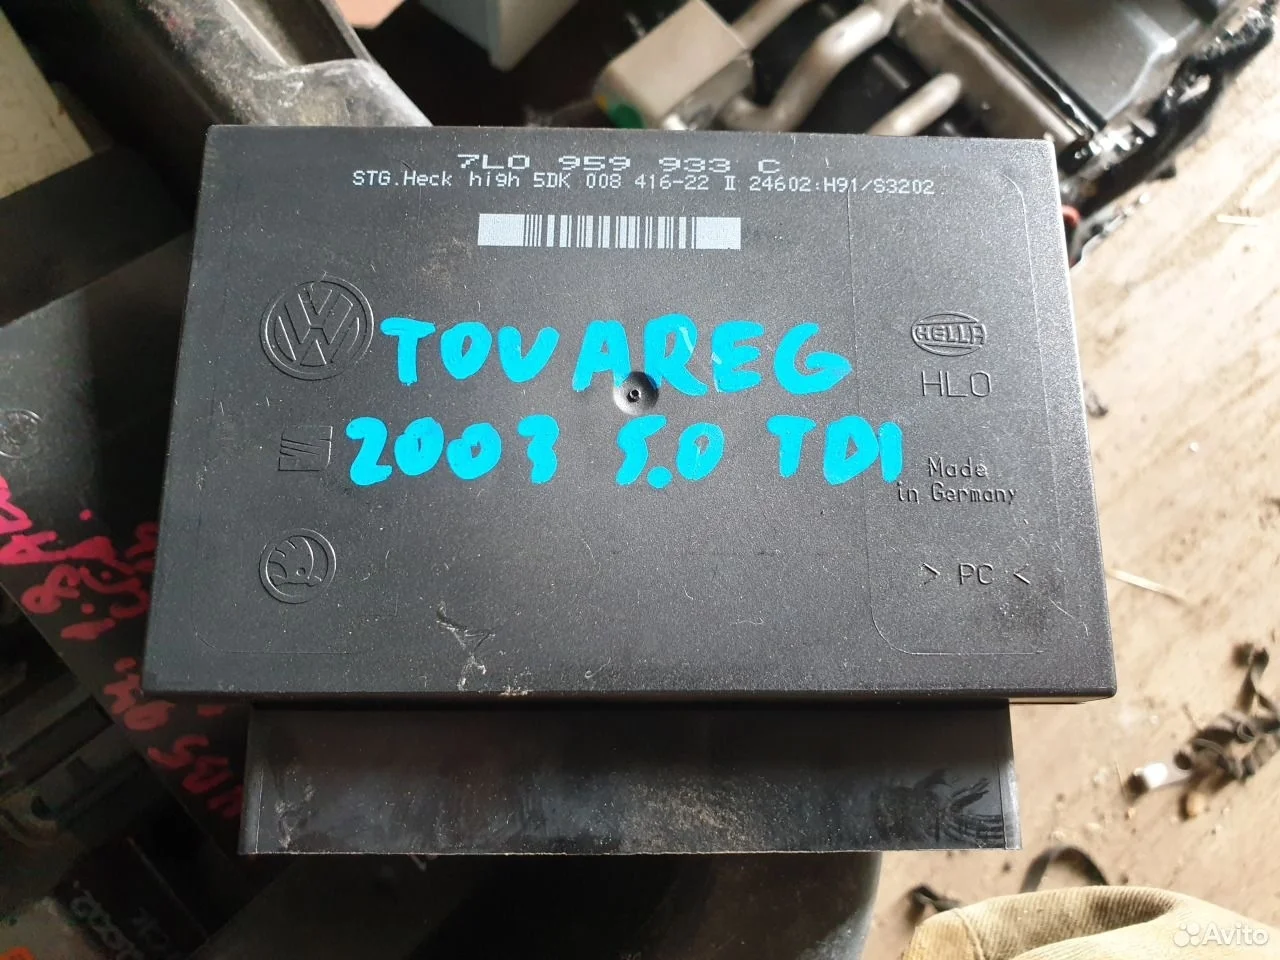 7L0 959 933 C
STG.Heck high 5DK 008 416-22 II 24602:H91/S3202
TOUAREG
2003 5.0 TDI
HELLA
HLO
Made
in Germany
> PC <
Avito